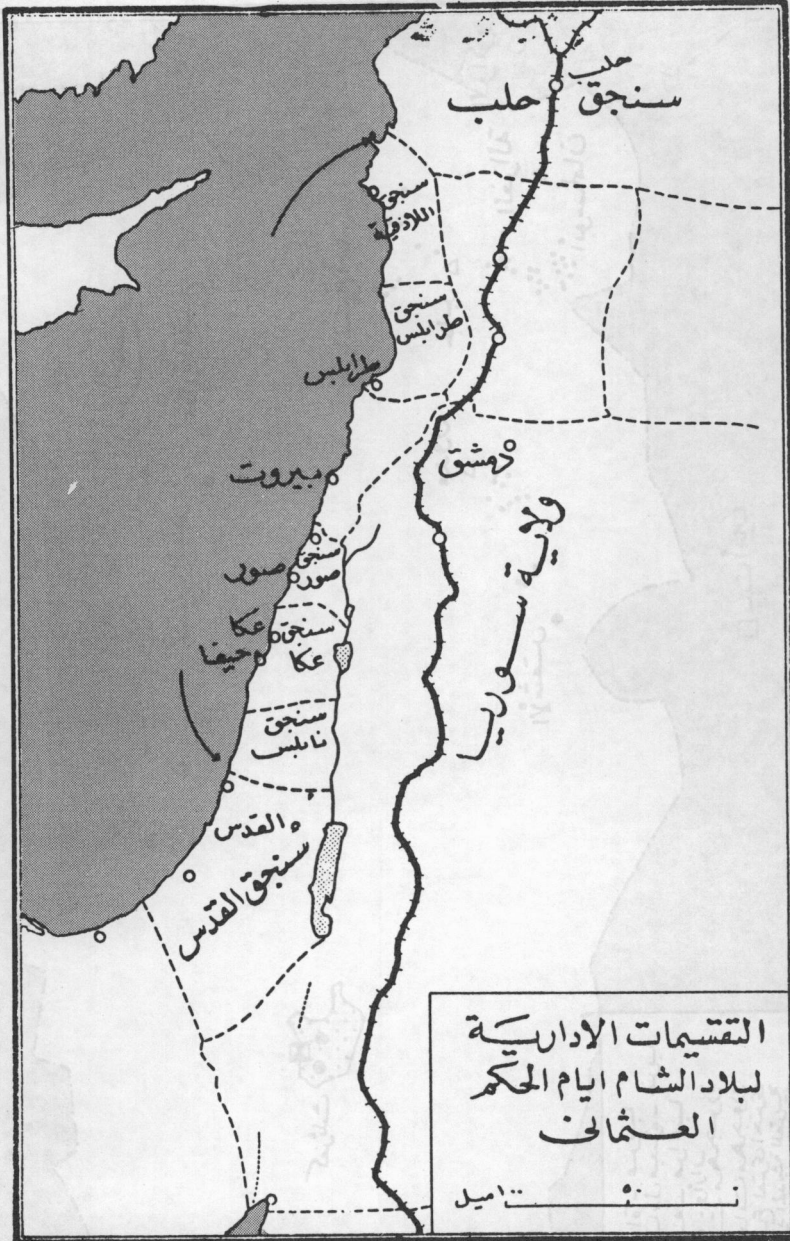 حلب
سنجق حلب
سنجق
اللاذقية
سنجق
طرابلس
طرابلس
دمشق
بيروت
ولاية سوريا
سنجق
صور
صور
عكا
سنجق
عكا
حيفا
سنجق
نابلس
القدس
سنجق القدس
التقسيمات الادارية
لبلاد الشام ايام الحكم
العثماني
ميل